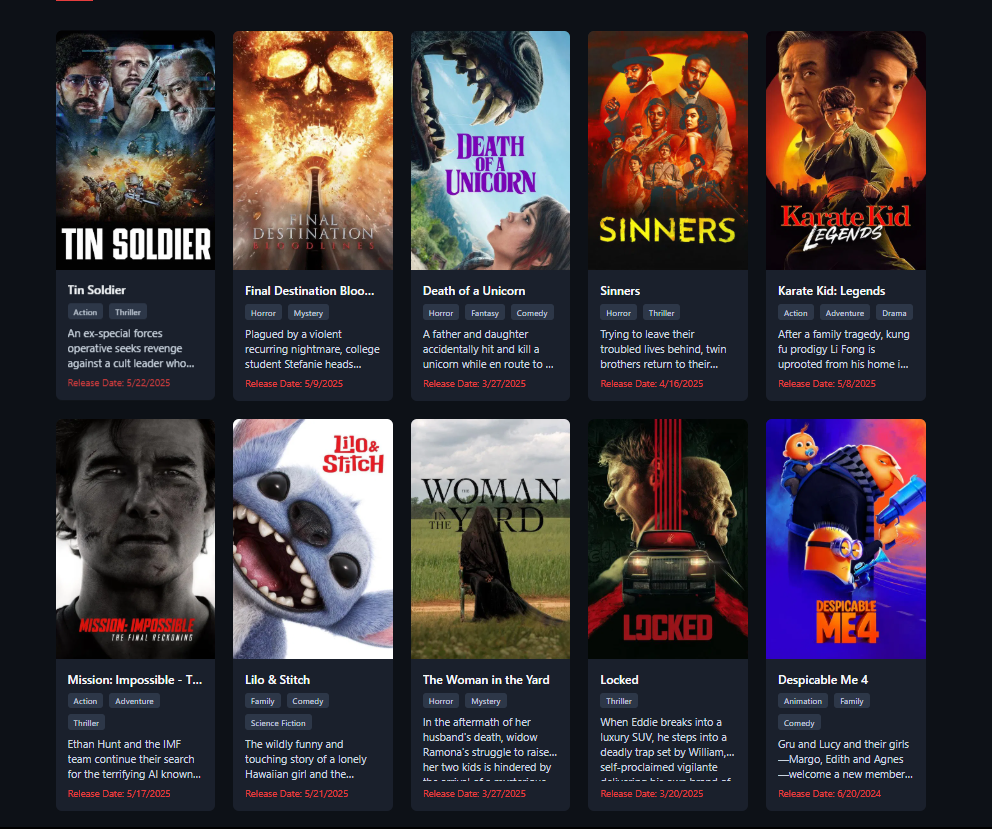 TIN SOLDIER
Tin Soldier
Action Thriller
An ex-special forces
operative seeks revenge
against a cult leader who...
Release Date: 5/22/2025
FINAL
DESTINATION
BLOODLINES
Final Destination Bloo...
Horror Mystery
Plagued by a violent
recurring nightmare, college
student Stefanie heads...
Release Date: 5/9/2025
DEATH
OF A
UNICORN
Death of a Unicorn
Horror Fantasy Comedy
A father and daughter
accidentally hit and kill a
unicorn while en route to ...
Release Date: 3/27/2025
SINNERS
Sinners
Horror Thriller
Trying to leave their
troubled lives behind, twin
brothers return to their...
Release Date: 4/16/2025
Karate Kid
LEGENDS
Karate Kid: Legends
Action Adventure Drama
After a family tragedy, kung
fu prodigy Li Fong is
uprooted from his home i...
Release Date: 5/8/2025
MISSION: IMPOSSIBLE
THE FINAL RECKONING
Mission: Impossible - T...
Action Adventure
Thriller
Ethan Hunt and the IMF
team continue their search
for the terrifying AI known...
Release Date: 5/17/2025
Lilo &
Stitch
Lilo & Stitch
Family Comedy
Science Fiction
The wildly funny and
touching story of a lonely
Hawaiian girl and the...
Release Date: 5/21/2025
THE
WOMAN
IN THE YARD
The Woman in the Yard
Horror Mystery
In the aftermath of her
husband's death, widow
Ramona's struggle to raise...
her two kids is hindered by
the arrival of a mysterious
Release Date: 3/27/2025
LOCKED
Locked
Thriller
When Eddie breaks into a
luxury SUV, he steps into a
deadly trap set by William,...
self-proclaimed vigilante
delivering his own brand of
Release Date: 3/20/2025
DESPICABLE
ME 4
Despicable Me 4
Animation Family
Comedy
Gru and Lucy and their girls
—Margo, Edith and Agnes
—welcome a new member...
Release Date: 6/20/2024